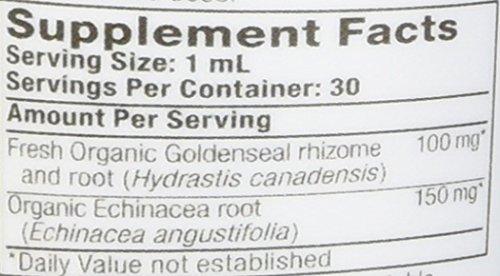 Supplement Facts
Serving Size: 1 mL
Servings Per Container: 30
Amount Per Serving
Fresh Organic Goldenseal rhizome 100 mg*
and root (Hydrastis canadensis)
Organic Echinacea root 150 mg*
(Echinacea angustifolia)
*Daily Value not established